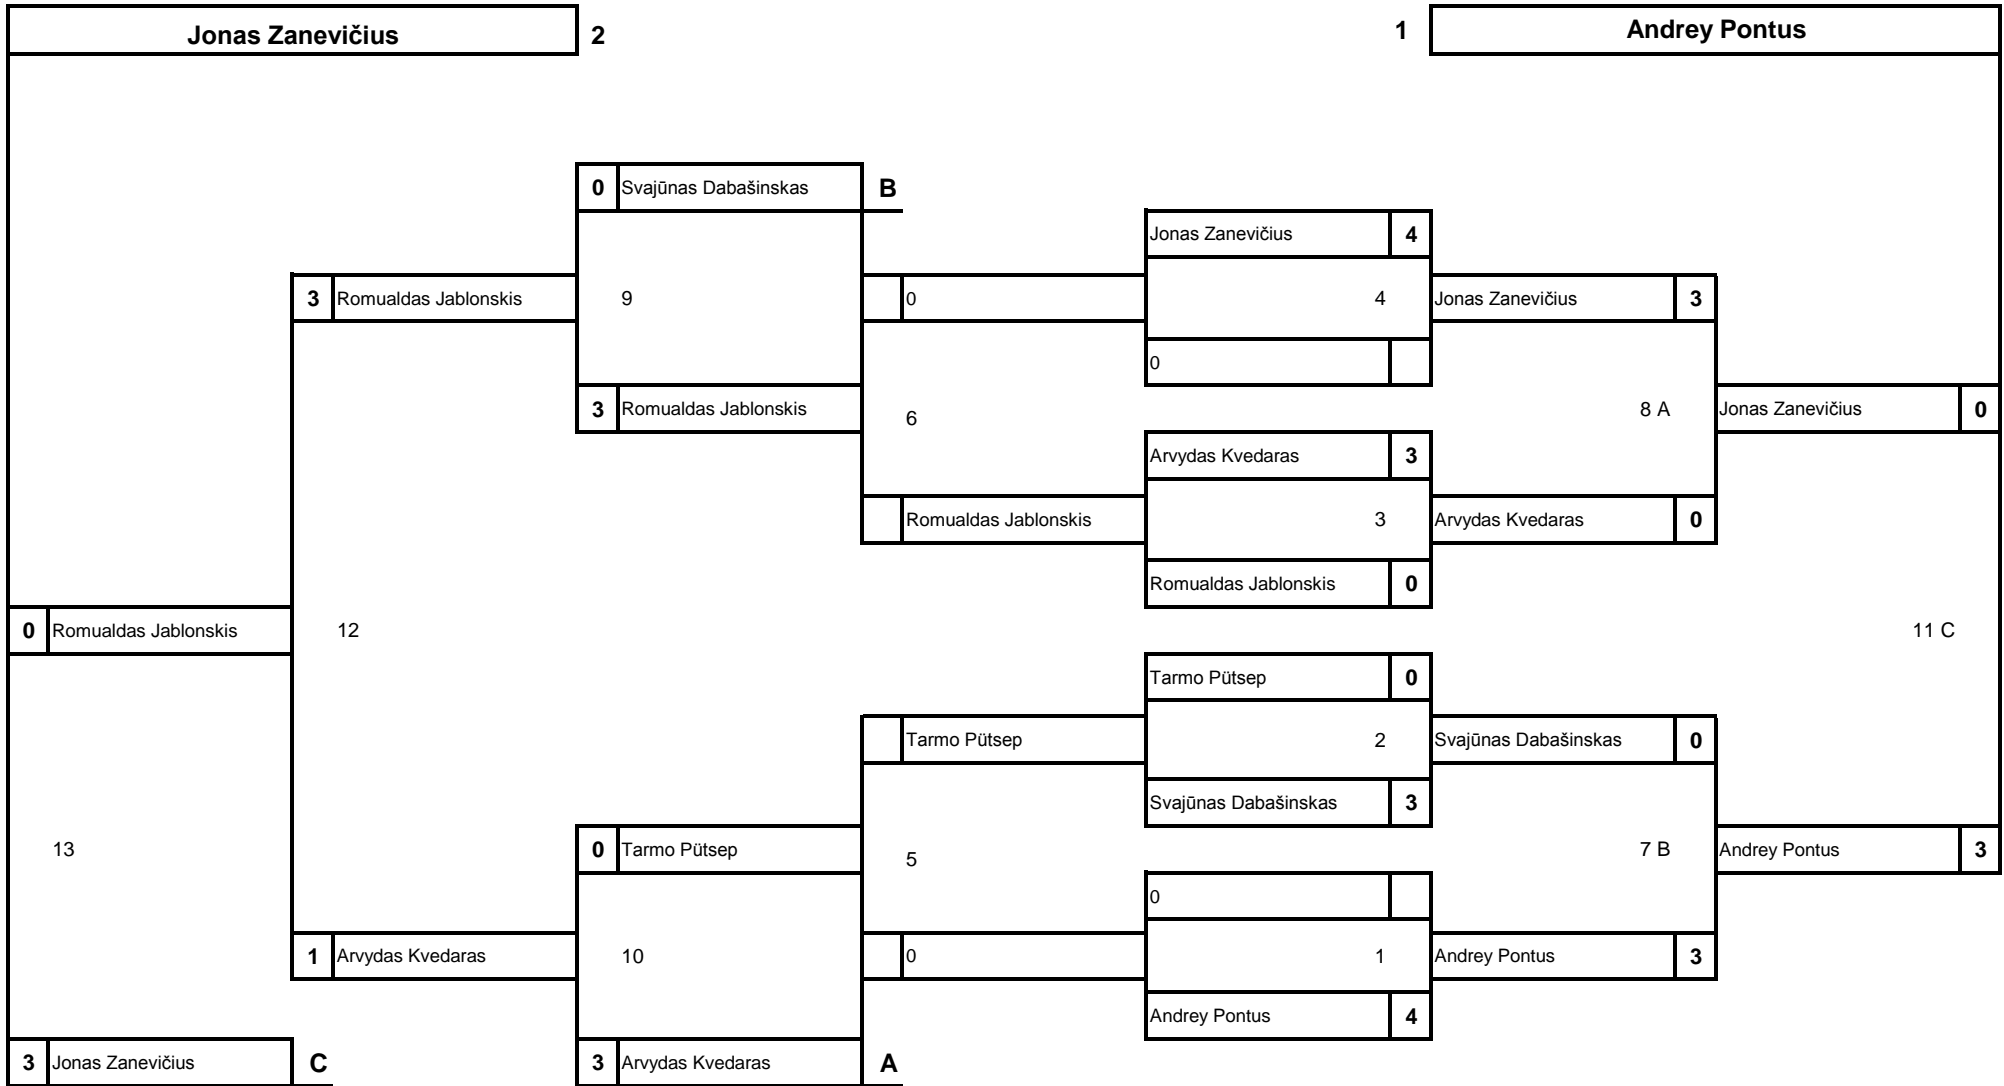 Jonas Zanevičius 2 1 Andrey Pontus
0 Svajūnas Dabašinskas B
Jonas Zanevičius 4
3 Romualdas Jablonskis 9 0 4 Jonas Zanevičius 3
0
3 Romualdas Jablonskis 6 8 A Jonas Zanevičius 0
Arvydas Kvedaras 3
Romualdas Jablonskis 3 Arvydas Kvedaras 0
Romualdas Jablonskis 0
0 Romualdas Jablonskis 12 11 C
Tarmo Pütsep 0
Tarmo Pütsep 2 Svajūnas Dabašinskas 0
Svajūnas Dabašinskas 3
13 0 Tarmo Pütsep 5 7 B Andrey Pontus 3
0
1 Arvydas Kvedaras 10 0 1 Andrey Pontus 3
Andrey Pontus 4
3 Jonas Zanevičius C 3 Arvydas Kvedaras A